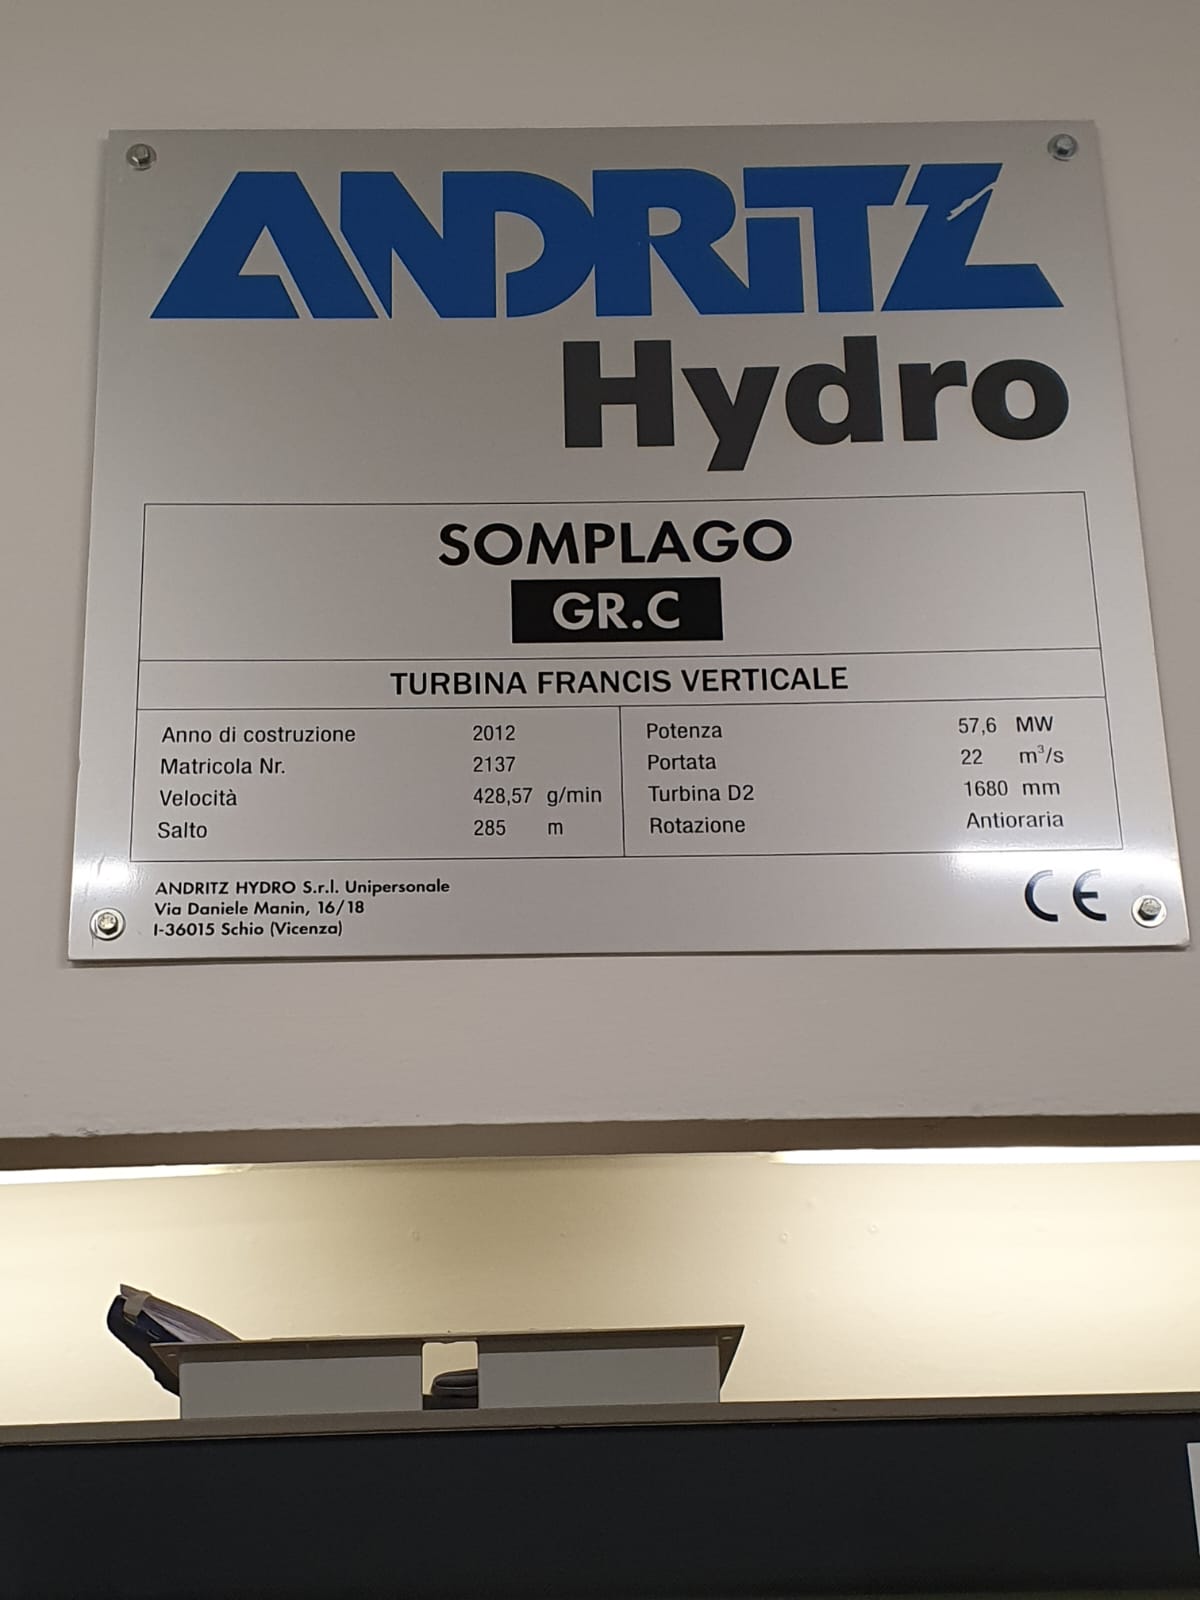 ANDRITZ
Hydro
SOMPLAGO
GR.C
TURBINA FRANCIS VERTICALE
Anno di costruzione 2012
Matricola Nr. 2137
Velocità 428,57 g/min
Salto 285 m
Potenza 57,6 MW
Portata 22 m³/s
Turbina D2 1680 mm
Rotazione Antioraria
ANDRITZ HYDRO S.r.l. Unipersonale
Via Daniele Manin, 16/18
I-36015 Schio (Vicenza)
CE